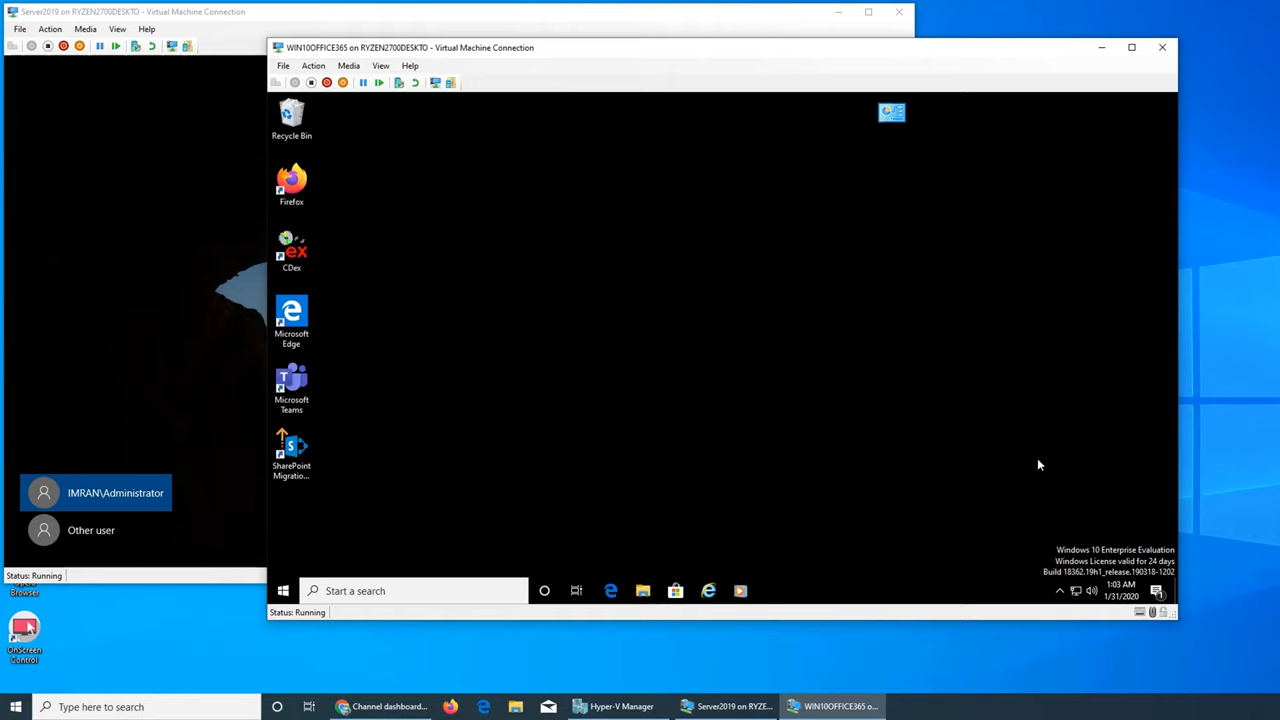 Server2019 on RYZEN2700DESKTO - Virtual Machine Connection
File Action Media View Help
IMRAN\Administrator
Other user
Status: Running
WIN10OFFICE365 on RYZEN2700DESKTO - Virtual Machine Connection
File Action Media View Help
Recycle Bin
Firefox
ex
CDex
Microsoft
Edge
Microsoft
Teams
SharePoint
Migratio...
Windows 10 Enterprise Evaluation
Windows License valid for 24 days
Build 18362.19h1_release.190318-1202
Start a search
1:03 AM
1/31/2020
1
Status: Running
Browser
OnScreen
Control
Type here to search
Channel dashboard...
Hyper-V Manager
Server2019 on RYZE...
WIN10OFFICE365 o...